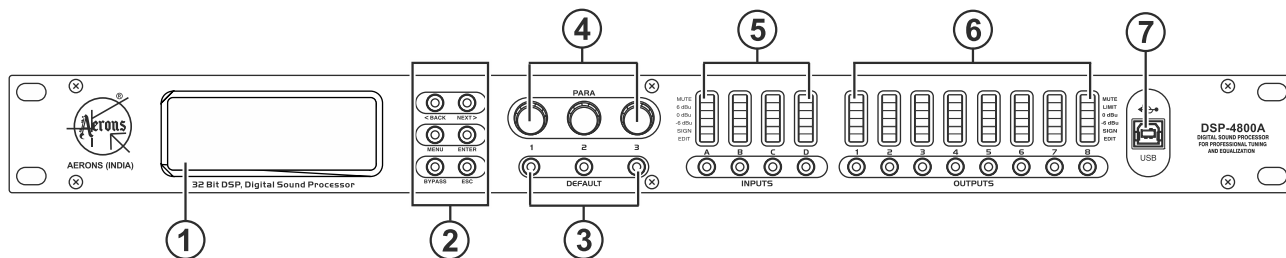 4
5
6
7
®
Aerons
AERONS (INDIA)
32 Bit DSP, Digital Sound Processor
< BACK NEXT >
MENU ENTER
BYPASS ESC
PARA
1 2 3
DEFAULT
MUTE
6 dBu
0 dBu
-6 dBu
SIGN
EDIT
A B C D
INPUTS
1 2 3 4 5 6 7 8
OUTPUTS
MUTE
LIMIT
0 dBu
-6 dBu
SIGN
EDIT
USB
DSP-4800A
DIGITAL SOUND PROCESSOR
FOR PROFESSIONAL TUNING
AND EQUALIZATION
1
2
3